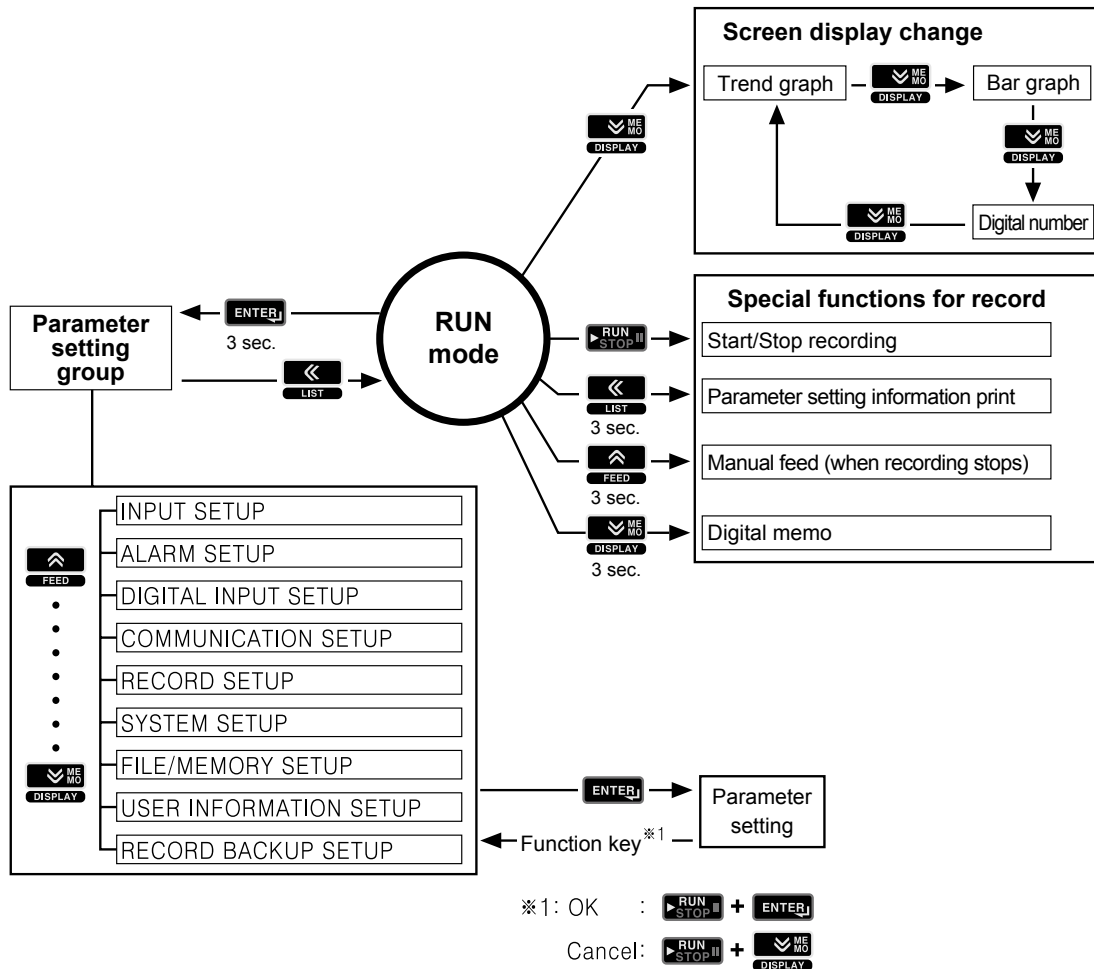 Screen display change
Trend graph
ME
MO
DISPLAY
Bar graph
ME
MO
DISPLAY
ME
MO
DISPLAY
Digital number
ME
MO
DISPLAY
Parameter
setting
group
ENTER
3 sec.
LIST
RUN
mode
Special functions for record
RUN
STOP
Start/Stop recording
LIST
3 sec.
Parameter setting information print
FEED
3 sec.
Manual feed (when recording stops)
ME
MO
DISPLAY
3 sec.
Digital memo
FEED
ME
MO
DISPLAY
INPUT SETUP
ALARM SETUP
DIGITAL INPUT SETUP
COMMUNICATION SETUP
RECORD SETUP
SYSTEM SETUP
FILE/MEMORY SETUP
USER INFORMATION SETUP
RECORD BACKUP SETUP
ENTER
Function key※1
Parameter
setting
※1: OK : RUN STOP + ENTER
Cancel: RUN STOP + ME MO DISPLAY